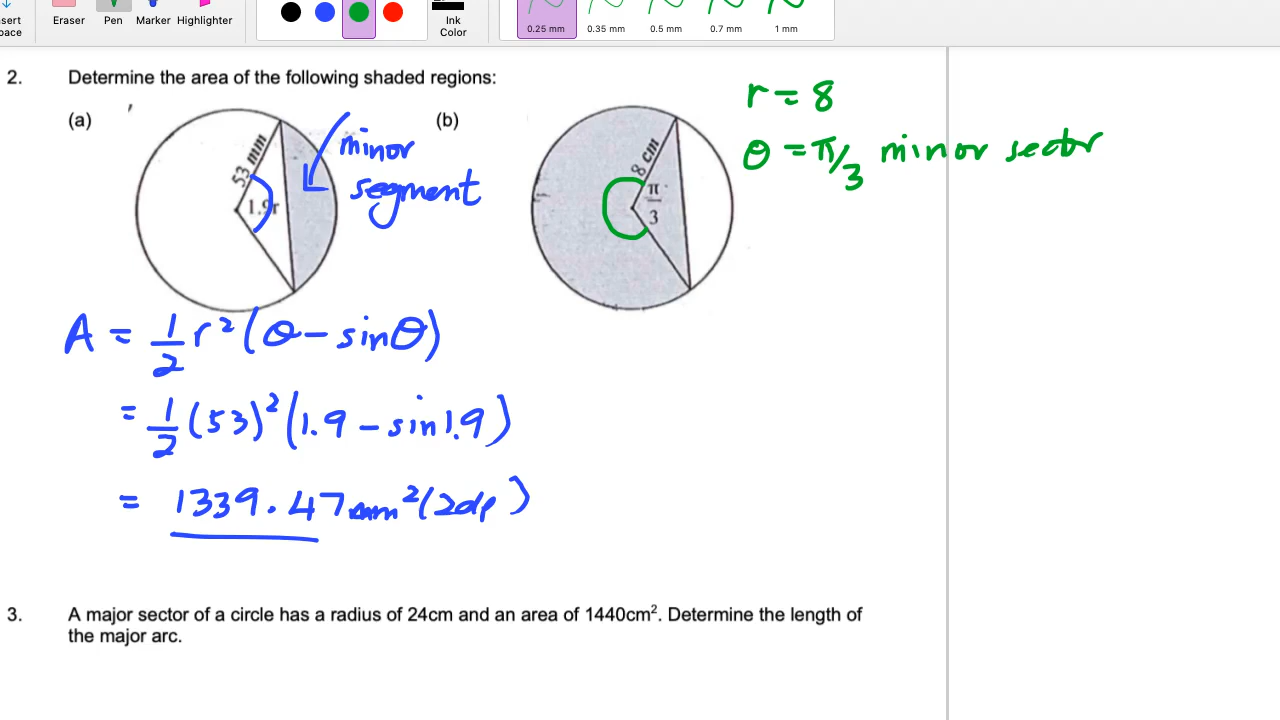 nsert
pace
Eraser Pen Marker Highlighter
Ink
Color
0.25 mm 0.35 mm 0.5 mm 0.7 mm 1 mm
2. Determine the area of the following shaded regions:
(a)
53 mm
1.9r
minor
segment
(b)
8 cm
π
3
r = 8
θ = π/3 minor sector
A = 1/2 r² (θ - sinθ)
= 1/2 (53)² (1.9 - sin1.9)
= 1339.47mm² (2dp)
3. A major sector of a circle has a radius of 24cm and an area of 1440cm². Determine the length of
the major arc.